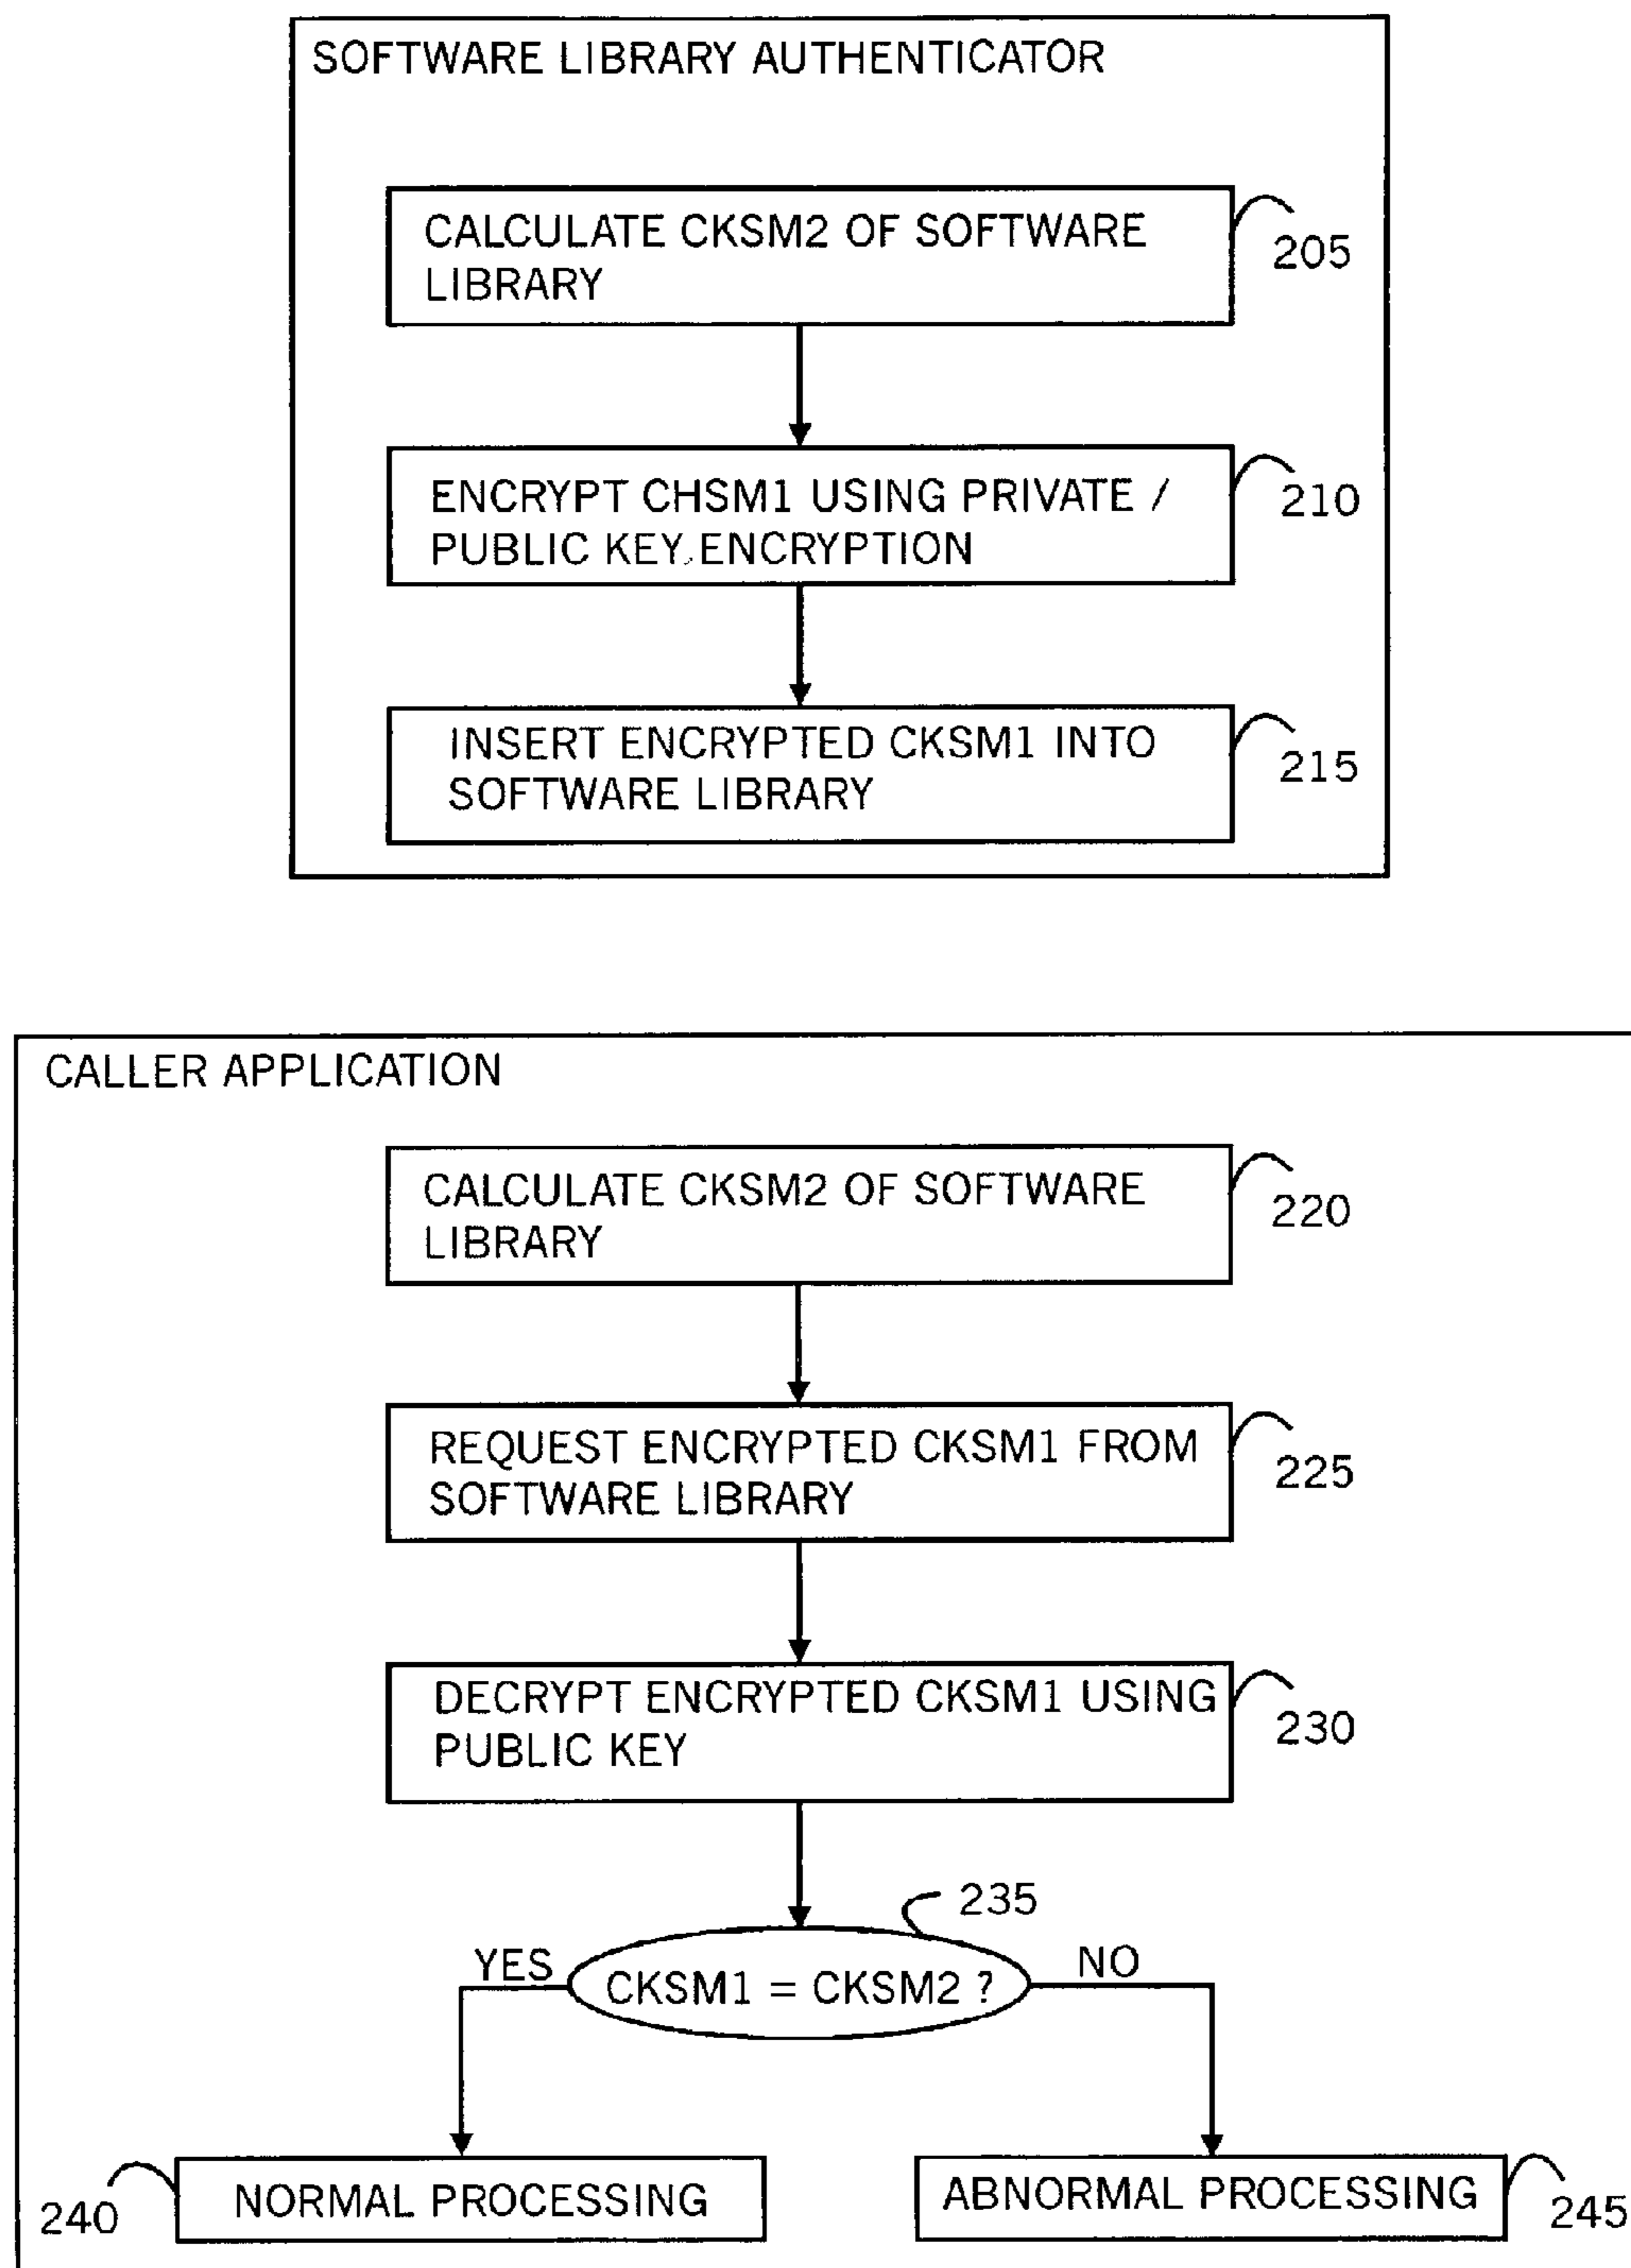 SOFTWARE LIBRARY AUTHENTICATOR
CALCULATE CKSM2 OF SOFTWARE
LIBRARY
205
ENCRYPT CHSM1 USING PRIVATE /
PUBLIC KEY ENCRYPTION
210
INSERT ENCRYPTED CKSM1 INTO
SOFTWARE LIBRARY
215
CALLER APPLICATION
CALCULATE CKSM2 OF SOFTWARE
LIBRARY
220
REQUEST ENCRYPTED CKSM1 FROM
SOFTWARE LIBRARY
225
DECRYPT ENCRYPTED CKSM1 USING
PUBLIC KEY
230
235
YES
CKSM1 = CKSM2 ?
NO
240
NORMAL PROCESSING
ABNORMAL PROCESSING
245